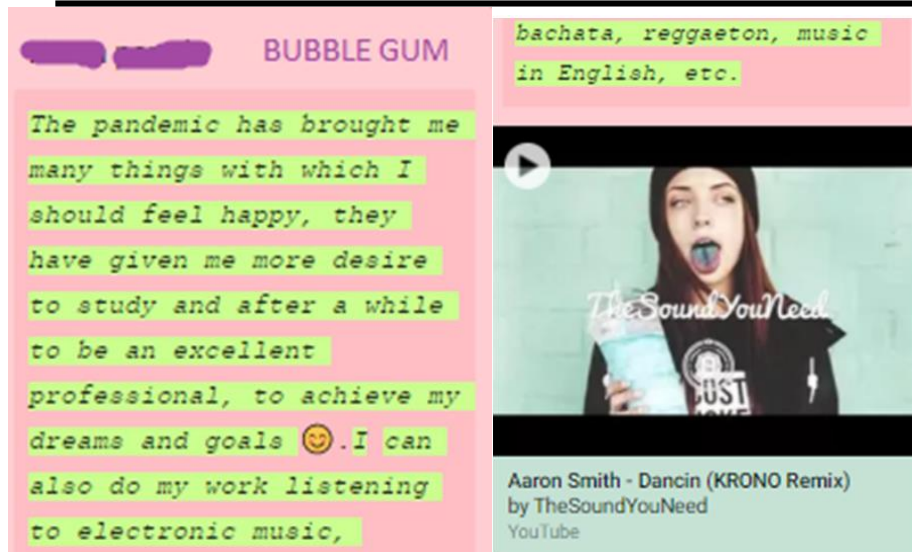 BUBBLE GUM
The pandemic has brought me
many things with which I
should feel happy, they
have given me more desire
to study and after a while
to be an excellent
professional, to achieve my
dreams and goals 😊.I can
also do my work listening
to electronic music,
bachata, reggaeton, music
in English, etc.
TheSoundYouNeed
Aaron Smith - Dancin (KRONO Remix)
by TheSoundYouNeed
YouTube